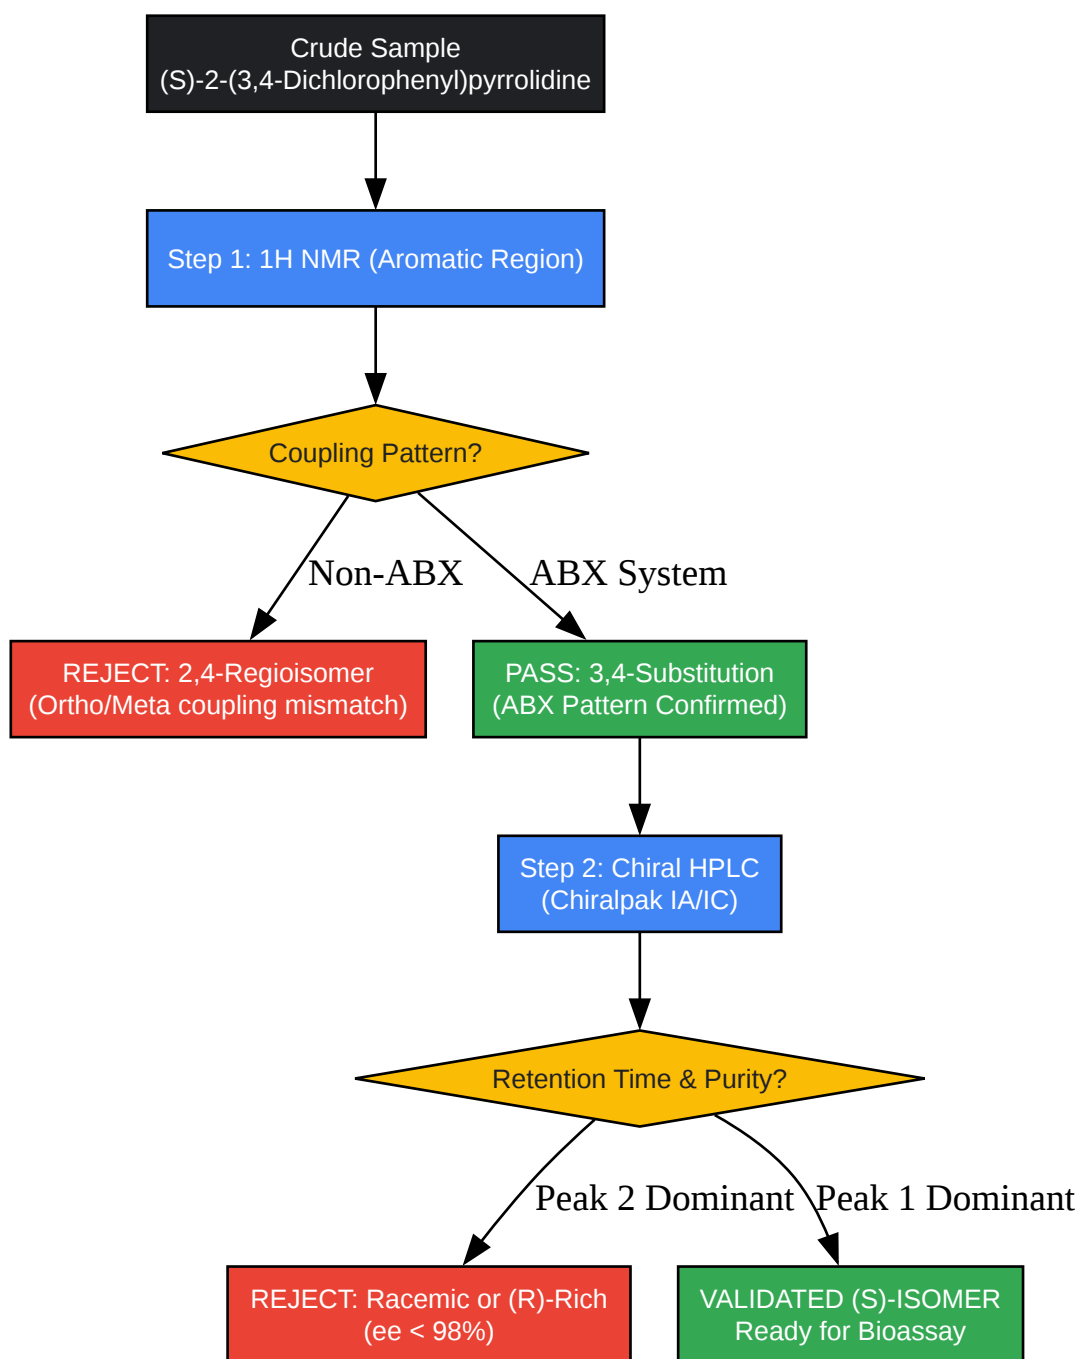 Crude Sample
(S)-2-(3,4-Dichlorophenyl)pyrrolidine
Step 1: 1H NMR (Aromatic Region)
Coupling Pattern?
Non-ABX
ABX System
REJECT: 2,4-Regioisomer
(Ortho/Meta coupling mismatch)
PASS: 3,4-Substitution
(ABX Pattern Confirmed)
Step 2: Chiral HPLC
(Chiralpak IA/IC)
Retention Time & Purity?
Peak 2 Dominant
Peak 1 Dominant
REJECT: Racemic or (R)-Rich
(ee < 98%)
VALIDATED (S)-ISOMER
Ready for Bioassay